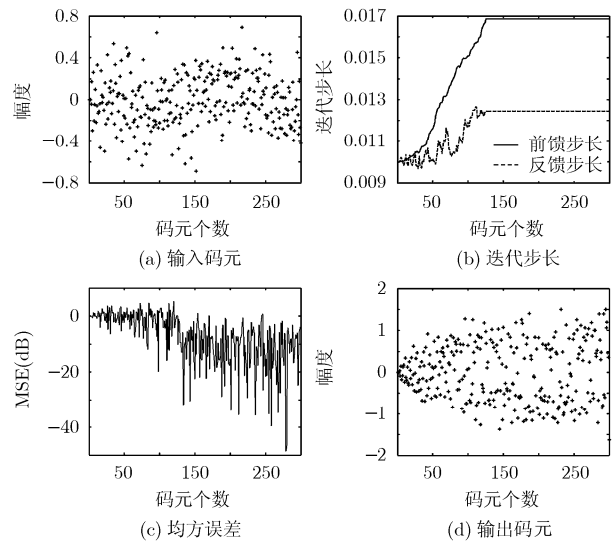 0.8
0.4
0
−0.4
−0.8
幅度
50
150
250
码元个数
(a) 输入码元
0.017
0.015
0.013
0.011
0.009
迭代步长
前馈步长
反馈步长
50
150
250
码元个数
(b) 迭代步长
0
−20
−40
MSE(dB)
50
150
250
码元个数
(c) 均方误差
2
1
0
−1
−2
幅度
50
150
250
码元个数
(d) 输出码元